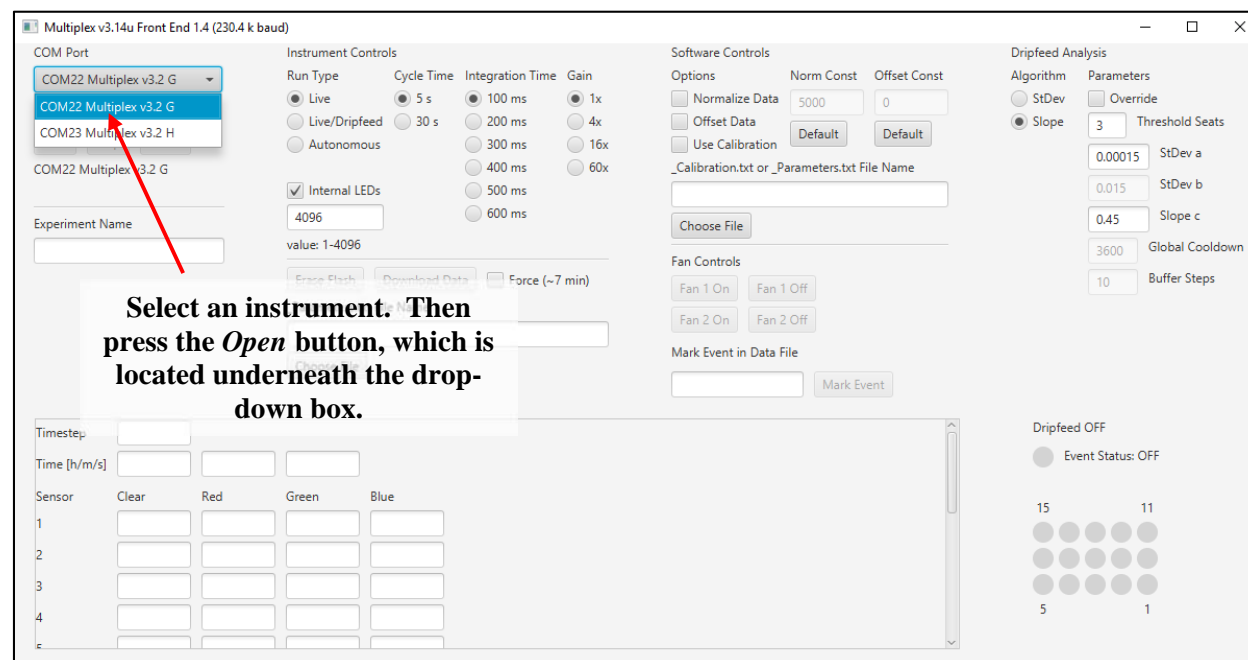 Multiplex v3.14u Front End 1.4 (230.4 k baud)
COM Port
COM22 Multiplex v3.2 G
COM22 Multiplex v3.2 G
COM23 Multiplex v3.2 H
COM22 Multiplex v3.2 G
Experiment Name
Instrument Controls
Run Type Cycle Time Integration Time Gain
Live 5 s 100 ms 1x
Live/Dripfeed 30 s 200 ms 4x
Autonomous 300 ms 16x
400 ms 60x
Internal LEDs 500 ms
4096 600 ms
value: 1-4096
Erase Flash Download Data Force (~7 min)
Choose File
Select an instrument. Then
press the Open button, which is
located underneath the drop-
down box.
Software Controls
Options Norm Const Offset Const
Normalize Data 5000 0
Offset Data
Default Default
Use Calibration
_Calibration.txt or _Parameters.txt File Name
Choose File
Fan Controls
Fan 1 On Fan 1 Off
Fan 2 On Fan 2 Off
Mark Event in Data File
Mark Event
Dripfeed Analysis
Algorithm Parameters
StDev Override
Slope 3 Threshold Seats
0.00015 StDev a
0.015 StDev b
0.45 Slope c
3600 Global Cooldown
10 Buffer Steps
Timestep
Time [h/m/s]
Sensor Clear Red Green Blue
1
2
3
4
5
Dripfeed OFF
Event Status: OFF
15 11
5 1